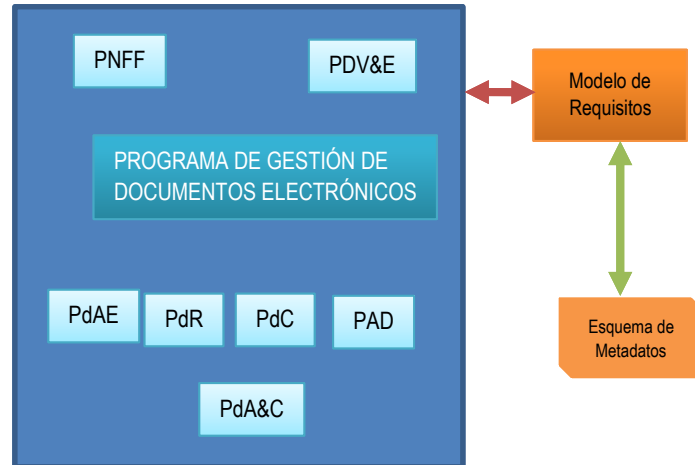 PNFF
PDV&E
Modelo de
Requisitos
PROGRAMA DE GESTIÓN DE
DOCUMENTOS ELECTRÓNICOS
PdAE
PdR
PdC
PAD
Esquema de
Metadatos
PdA&C